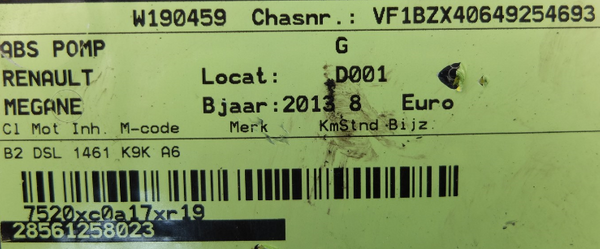 W190459 Chasnr.: VF1BZX40649254693
ABS POMP G
RENAULT Locat: D001
MEGANE Bjaar:2013 8 Euro
Cl Mot Inh. M-code Merk KmStnd Bijz.
B2 DSL 1461 K9K A6
7520xc0a17xr19
28561258023